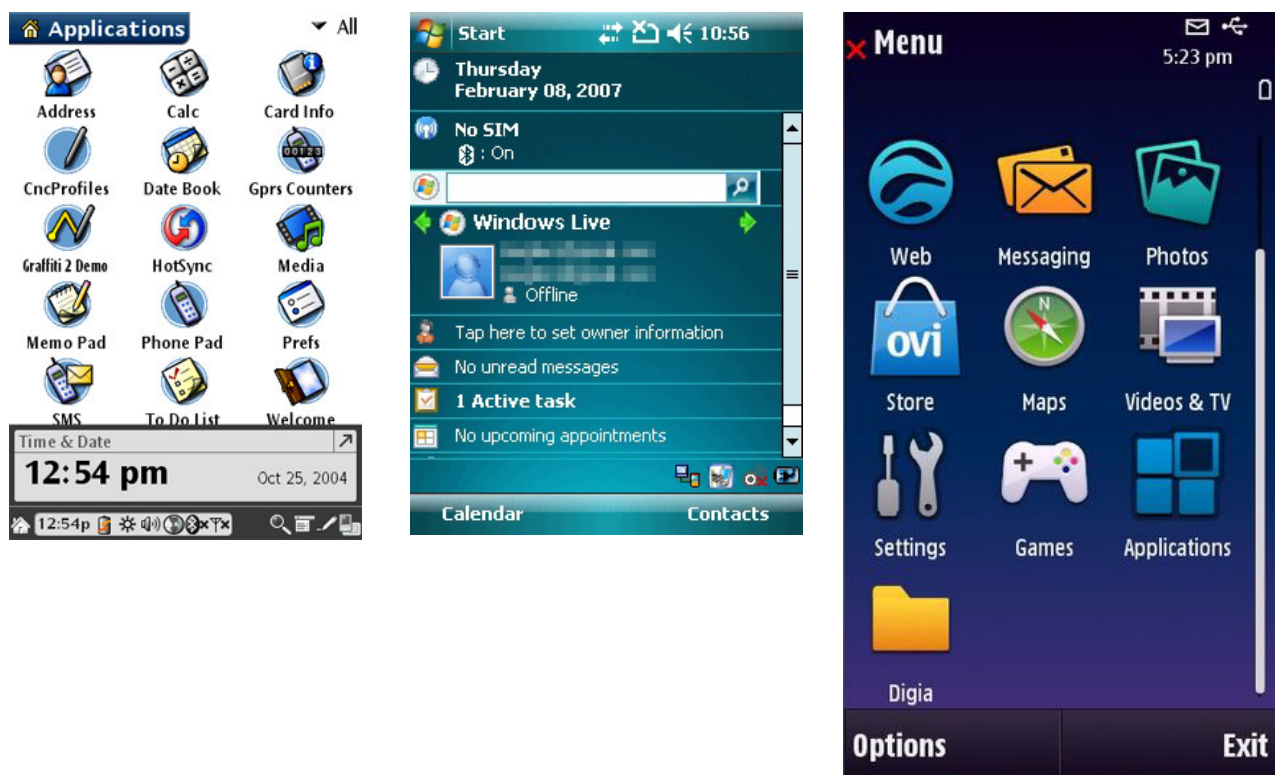 Applications
All
Address Calc Card Info
CncProfiles Date Book Gprs Counters
Graffiti 2 Demo HotSync Media
Memo Pad Phone Pad Prefs
SMS To Do List Welcome
Time & Date
12:54 pm Oct 25, 2004
12:54p
Start 10:56
Thursday
February 08, 2007
No SIM
: On
Windows Live
Offline
Tap here to set owner information
No unread messages
1 Active task
No upcoming appointments
Calendar Contacts
Menu
5:23 pm
Web Messaging Photos
ovi
Store Maps Videos & TV
Settings Games Applications
Digia
Options Exit